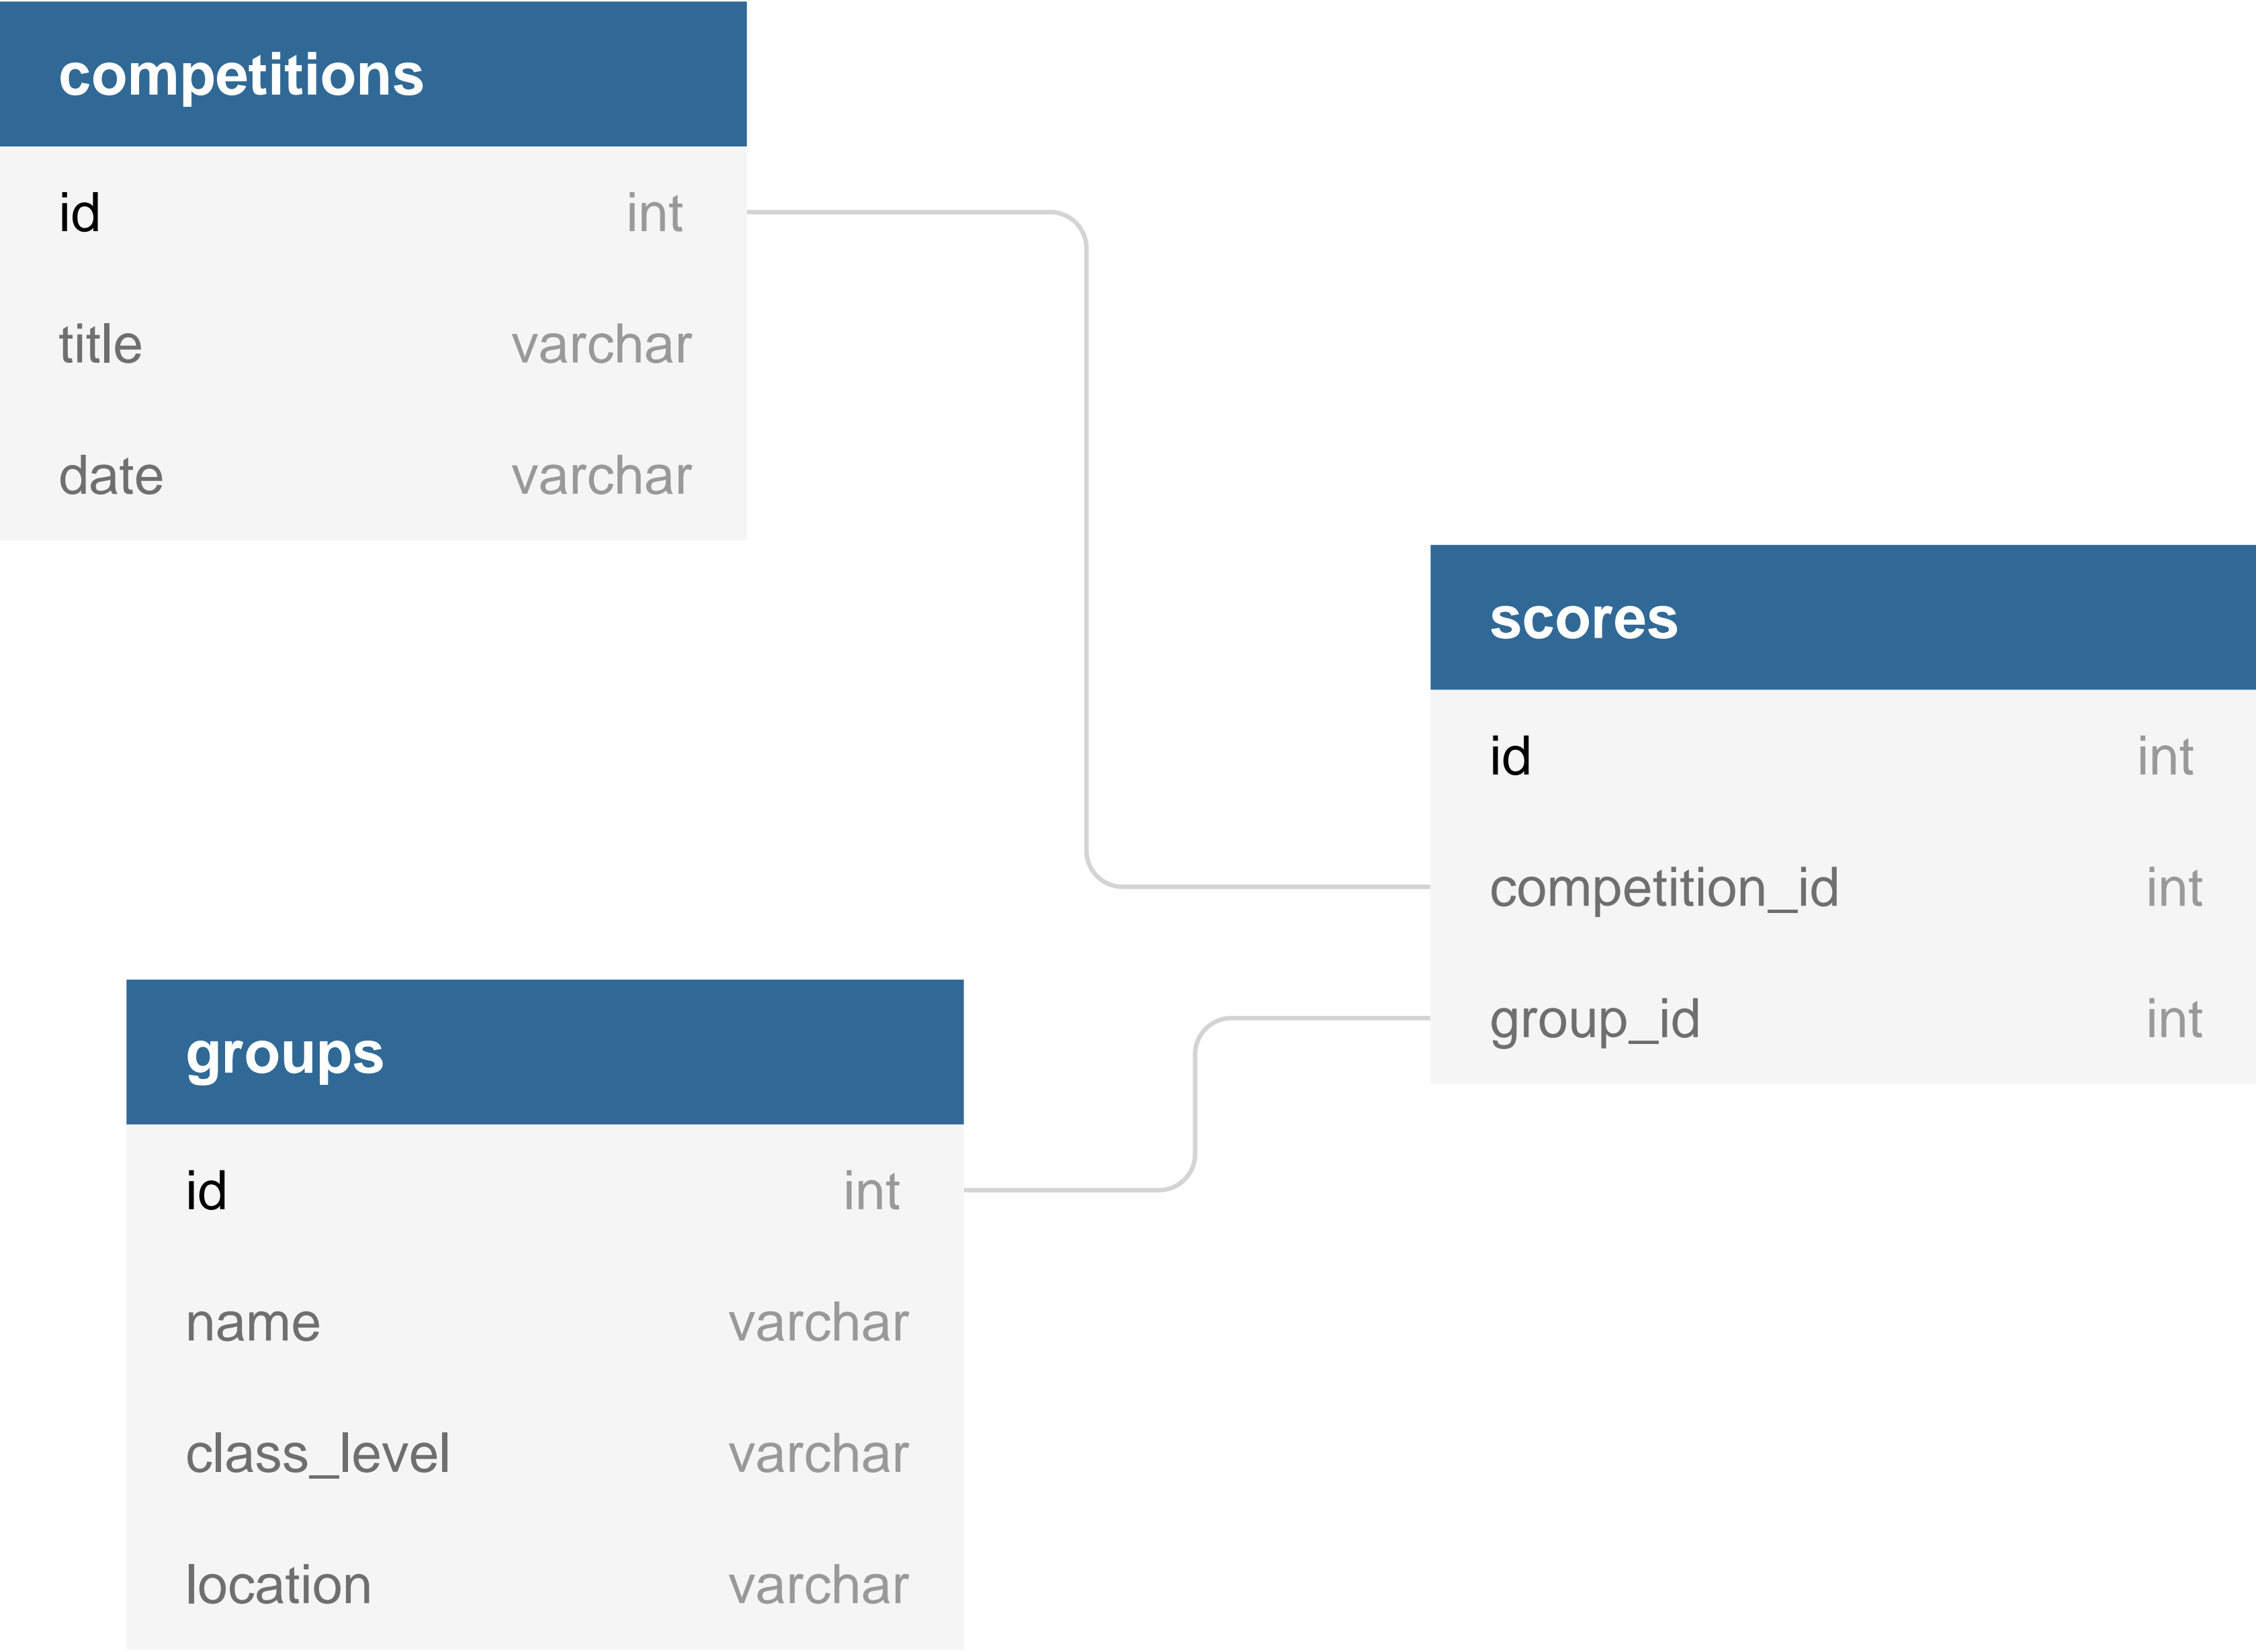 competitions
id int
title varchar
date varchar
scores
id int
competition_id int
group_id int
groups
id int
name varchar
class_level varchar
location varchar